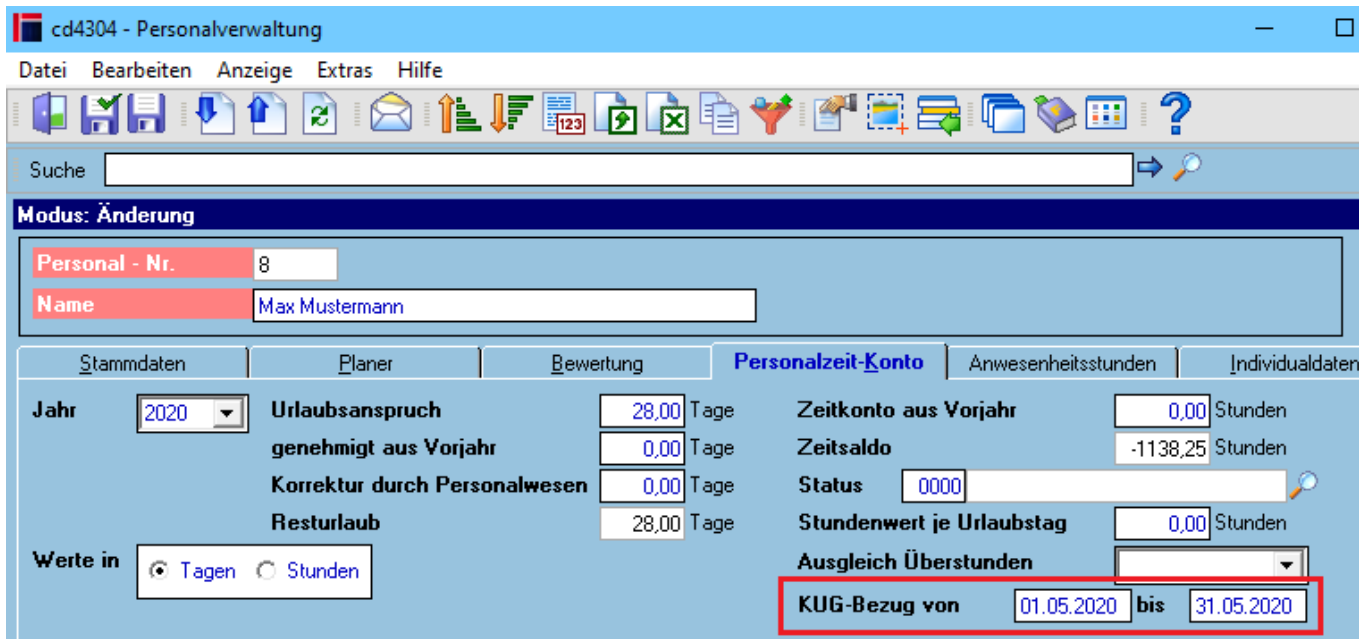 cd4304 - Personalverwaltung
Datei Bearbeiten Anzeige Extras Hilfe
123
Suche
Modus: Änderung
Personal - Nr. 8
Name Max Mustermann
Stammdaten Planer Bewertung Personalzeit-Konto Anwesenheitsstunden Individualdaten
Jahr 2020 Urlaubsanspruch 28,00 Tage Zeitkonto aus Vorjahr 0,00 Stunden
genehmigt aus Vorjahr 0,00 Tage Zeitsaldo -1138,25 Stunden
Korrektur durch Personalwesen 0,00 Tage Status 0000
Resturlaub 28,00 Tage Stundenwert je Urlaubstag 0,00 Stunden
Werte in Tagen Stunden Ausgleich Überstunden
KUG-Bezug von 01.05.2020 bis 31.05.2020